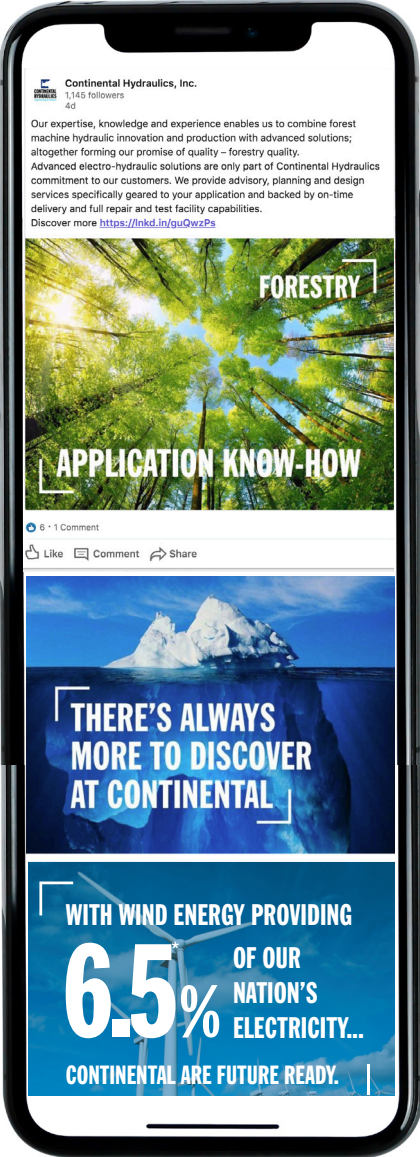 CONTINENTAL
HYDRAULICS
Continental Hydraulics, Inc.
1,145 followers
4d
Our expertise, knowledge and experience enables us to combine forest
machine hydraulic innovation and production with advanced solutions;
altogether forming our promise of quality – forestry quality.
Advanced electro-hydraulic solutions are only part of Continental Hydraulics
commitment to our customers. We provide advisory, planning and design
services specifically geared to your application and backed by on-time
delivery and full repair and test facility capabilities.
Discover more https://lnkd.in/guQwzPs
FORESTRY
APPLICATION KNOW-HOW
6 · 1 Comment
Like Comment Share
THERE'S ALWAYS
MORE TO DISCOVER
AT CONTINENTAL
WITH WIND ENERGY PROVIDING
6.5*%
OF OUR
NATION'S
ELECTRICITY...
CONTINENTAL ARE FUTURE READY.